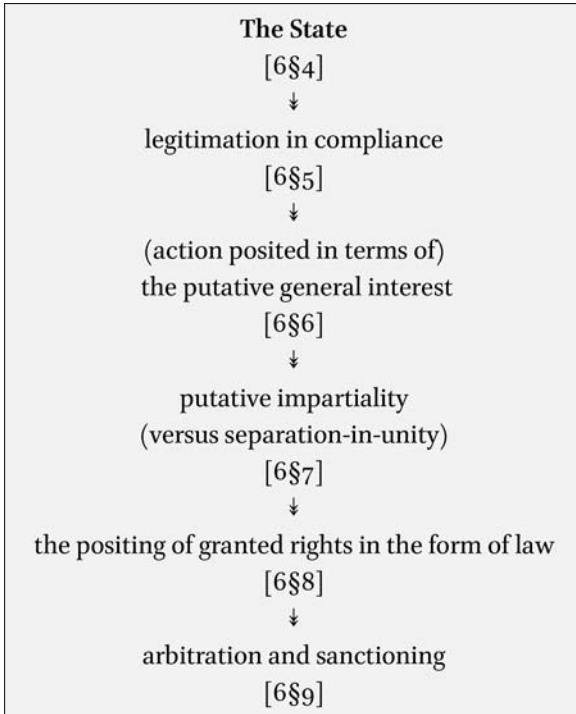 The State
[6§4]
↡
legitimation in compliance
[6§5]
↡
(action posited in terms of)
the putative general interest
[6§6]
↡
putative impartiality
(versus separation-in-unity)
[6§7]
↡
the positing of granted rights in the form of law
[6§8]
↡
arbitration and sanctioning
[6§9]